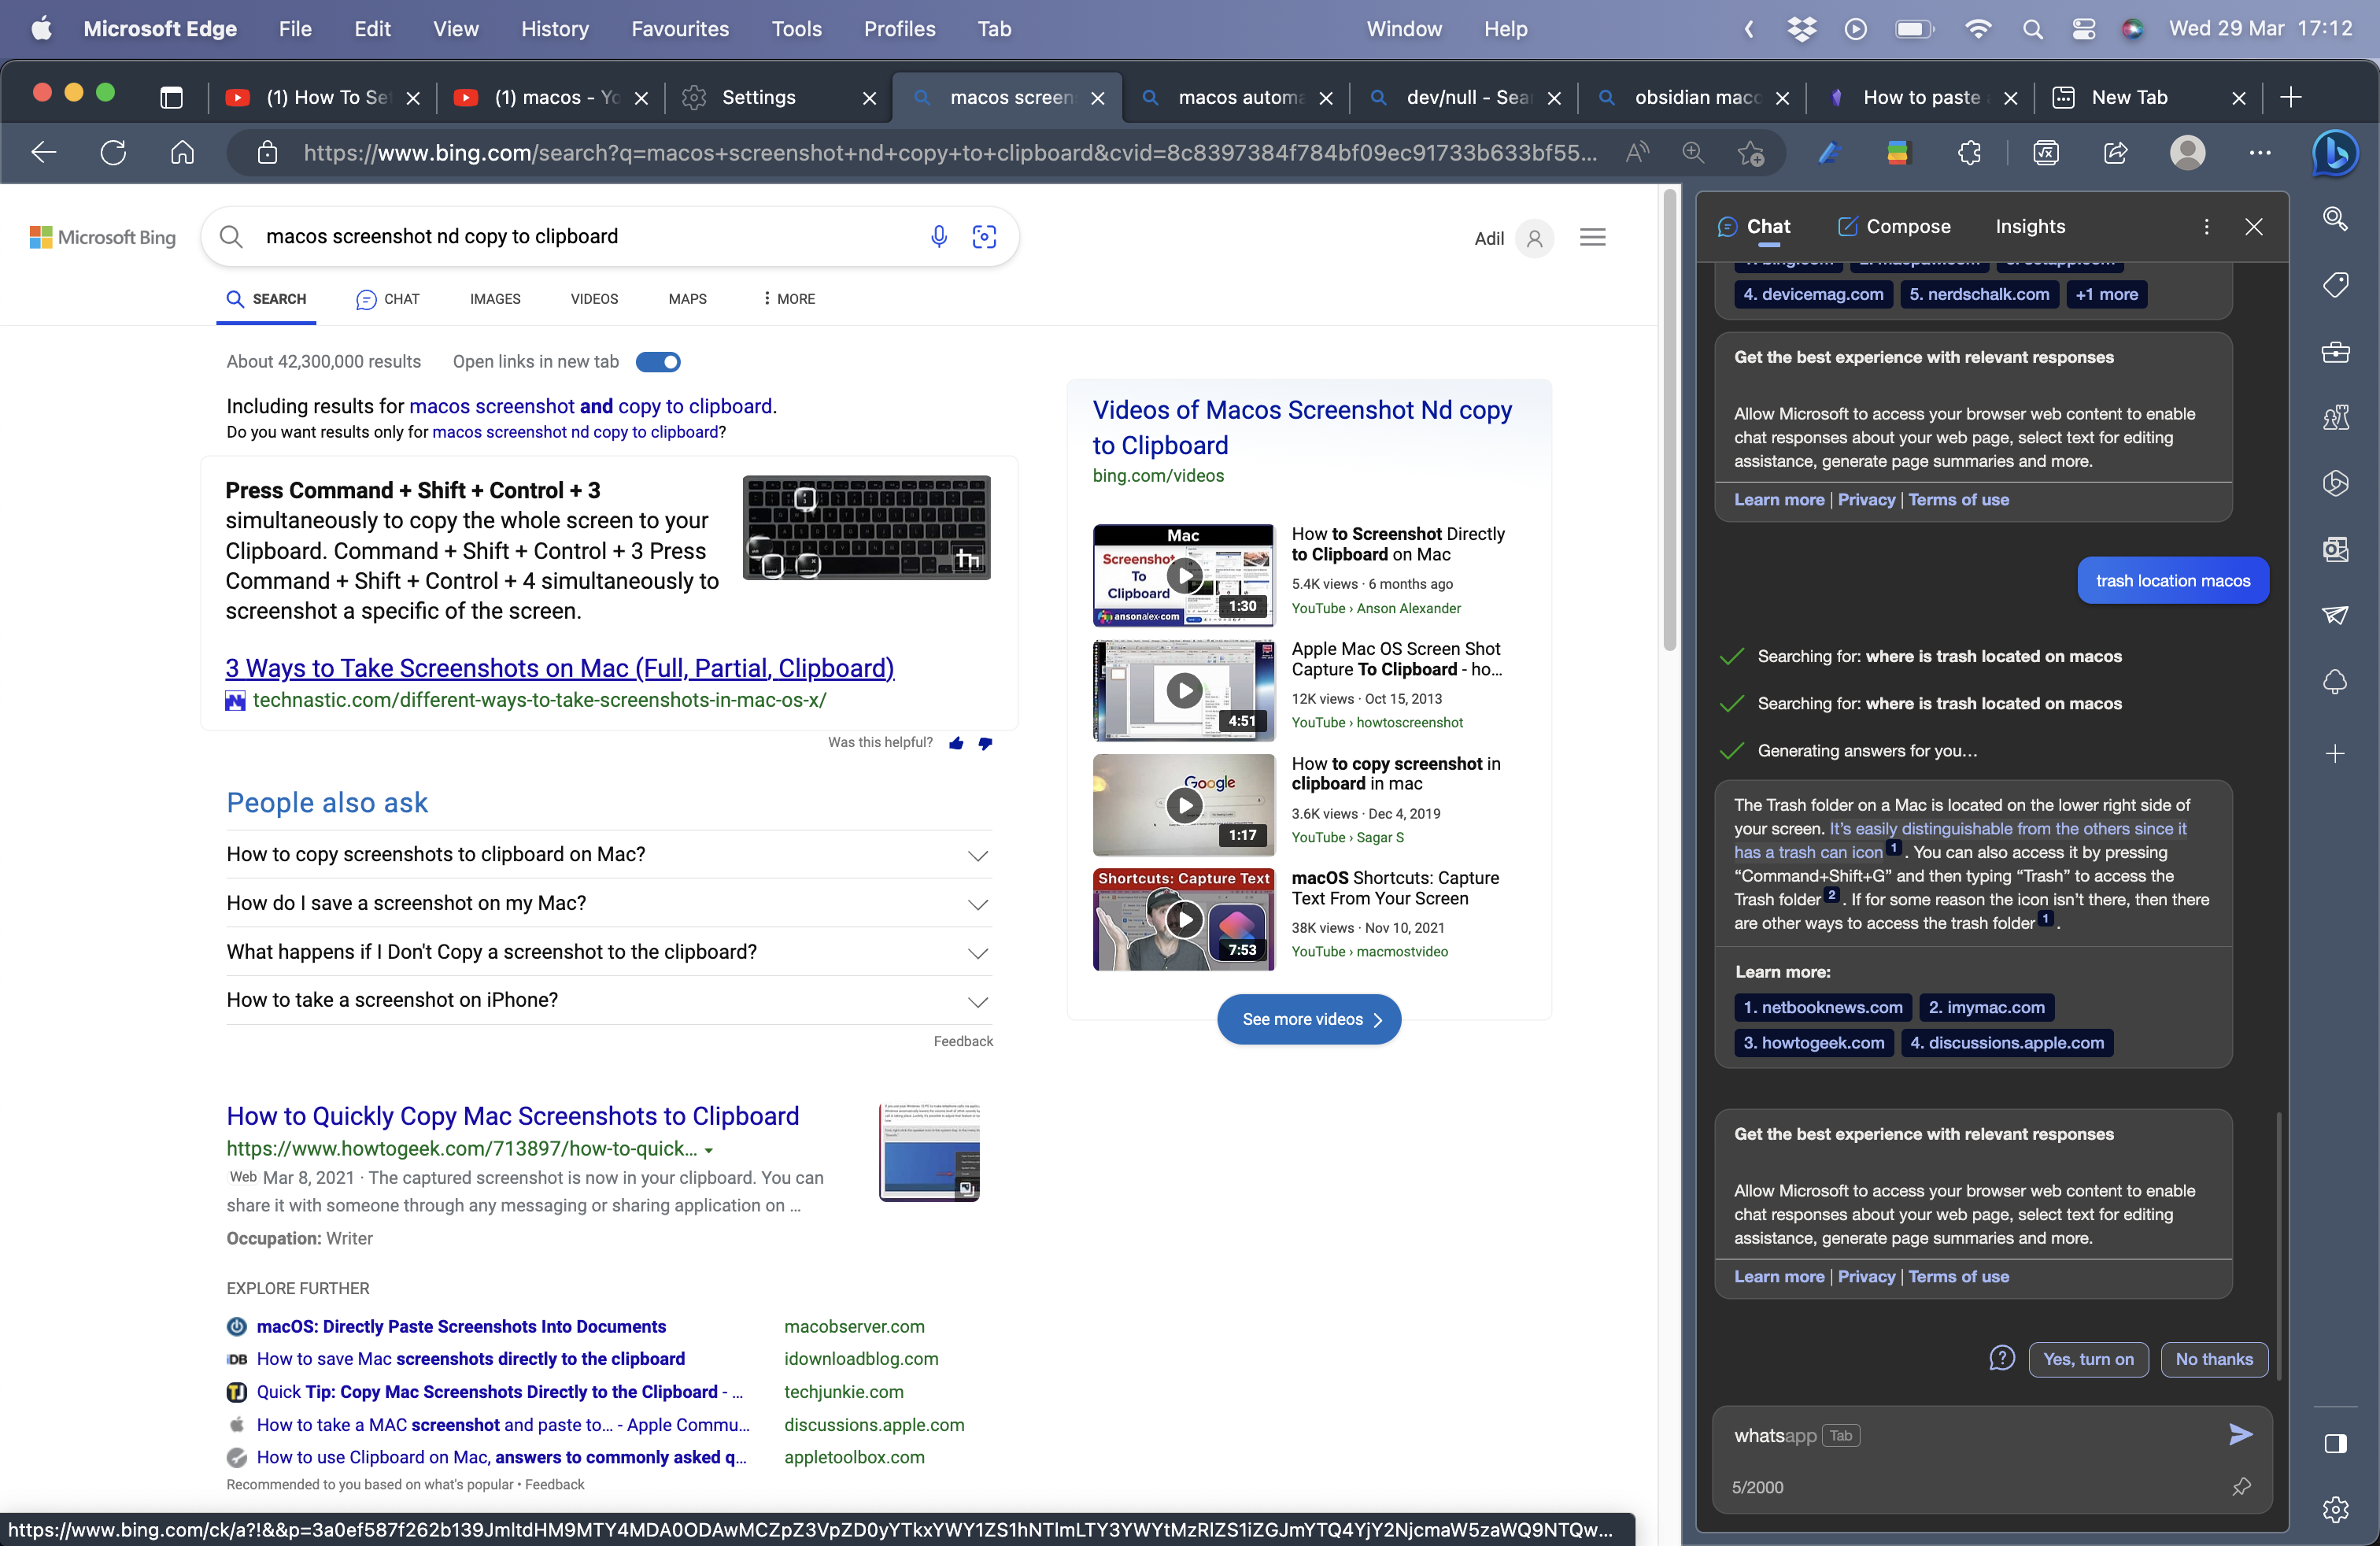 Microsoft Edge File Edit View History Favourites Tools Profiles Tab Window Help Wed 29 Mar 17:12
(1) How To Se (1) macos - Yo Settings macos screen macos automa dev/null - Sea obsidian mac How to paste New Tab
https://www.bing.com/search?q=macos+screenshot+nd+copy+to+clipboard&cvid=8c8397384f784bf09ec91733b633bf55...
Microsoft Bing
macos screenshot nd copy to clipboard
Adil
SEARCH CHAT IMAGES VIDEOS MAPS MORE
About 42,300,000 results Open links in new tab
Including results for macos screenshot and copy to clipboard.
Do you want results only for macos screenshot nd copy to clipboard?
Press Command + Shift + Control + 3
simultaneously to copy the whole screen to your
Clipboard. Command + Shift + Control + 3 Press
Command + Shift + Control + 4 simultaneously to
screenshot a specific of the screen.
3 Ways to Take Screenshots on Mac (Full, Partial, Clipboard)
technastic.com/different-ways-to-take-screenshots-in-mac-os-x/
Was this helpful?
People also ask
How to copy screenshots to clipboard on Mac?
How do I save a screenshot on my Mac?
What happens if I Don't Copy a screenshot to the clipboard?
How to take a screenshot on iPhone?
Feedback
How to Quickly Copy Mac Screenshots to Clipboard
https://www.howtogeek.com/713897/how-to-quick...
Web Mar 8, 2021 · The captured screenshot is now in your clipboard. You can
share it with someone through any messaging or sharing application on ...
Occupation: Writer
EXPLORE FURTHER
macOS: Directly Paste Screenshots Into Documents macobserver.com
iDB How to save Mac screenshots directly to the clipboard idownloadblog.com
TJ Quick Tip: Copy Mac Screenshots Directly to the Clipboard - ... techjunkie.com
How to take a MAC screenshot and paste to... - Apple Commu... discussions.apple.com
How to use Clipboard on Mac, answers to commonly asked q... appletoolbox.com
Recommended to you based on what's popular • Feedback
https://www.bing.com/ck/a?!&&p=3a0ef587f262b139JmltdHM9MTY4MDA0ODAwMCZpZ3VpZD0yYTkxYWY1ZS1hNTlmLTY3YWYtMzRlZS1iZGJmYTQ4YjY2NjcmaW5zaWQ9NTQw...
Videos of Macos Screenshot Nd copy
to Clipboard
bing.com/videos
Mac
Screenshot
To
Clipboard
ansonalex.com
1:30
How to Screenshot Directly
to Clipboard on Mac
5.4K views · 6 months ago
YouTube › Anson Alexander
4:51
Apple Mac OS Screen Shot
Capture To Clipboard - ho...
12K views · Oct 15, 2013
YouTube › howtoscreenshot
Google
1:17
How to copy screenshot in
clipboard in mac
3.6K views · Dec 4, 2019
YouTube › Sagar S
Shortcuts: Capture Text
7:53
macOS Shortcuts: Capture
Text From Your Screen
38K views · Nov 10, 2021
YouTube › macmostvideo
See more videos
Chat Compose Insights
4. devicemag.com 5. nerdschalk.com +1 more
Get the best experience with relevant responses
Allow Microsoft to access your browser web content to enable
chat responses about your web page, select text for editing
assistance, generate page summaries and more.
Learn more | Privacy | Terms of use
trash location macos
Searching for: where is trash located on macos
Searching for: where is trash located on macos
Generating answers for you...
The Trash folder on a Mac is located on the lower right side of
your screen. It's easily distinguishable from the others since it
has a trash can icon 1 . You can also access it by pressing
“Command+Shift+G” and then typing “Trash” to access the
Trash folder 2 . If for some reason the icon isn't there, then there
are other ways to access the trash folder 1 .
Learn more:
1. netbooknews.com 2. imymac.com
3. howtogeek.com 4. discussions.apple.com
Get the best experience with relevant responses
Allow Microsoft to access your browser web content to enable
chat responses about your web page, select text for editing
assistance, generate page summaries and more.
Learn more | Privacy | Terms of use
Yes, turn on No thanks
whatsapp Tab
5/2000